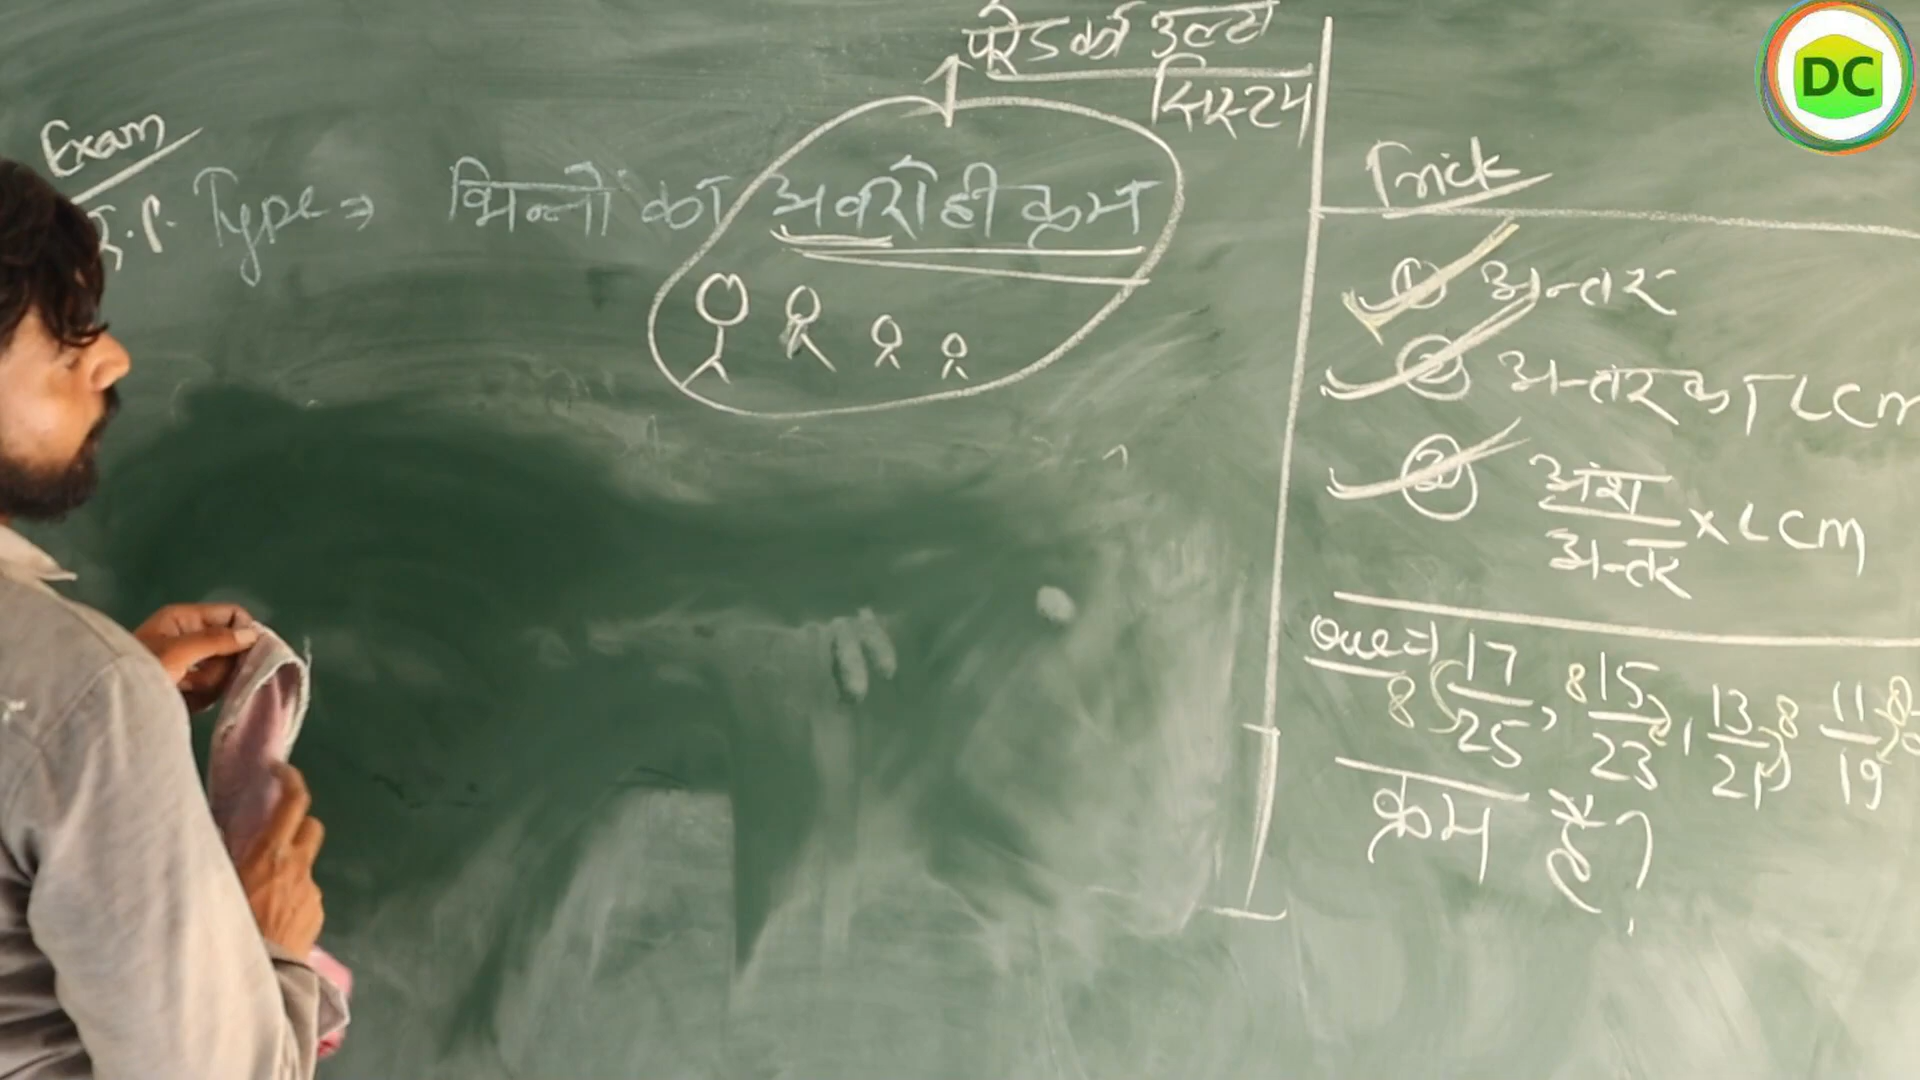 परेड का उल्टा
सिस्टम
Exam
Type ⇒ भिन्नों का अवरोही क्रम
Trick
① अन्तर
② अन्तर का LCM
③ अंश/अन्तर × LCM
Que ⇒ 17/25, 15/23, 13/21, 11/19
8 8 8 8
क्रम है?
DC